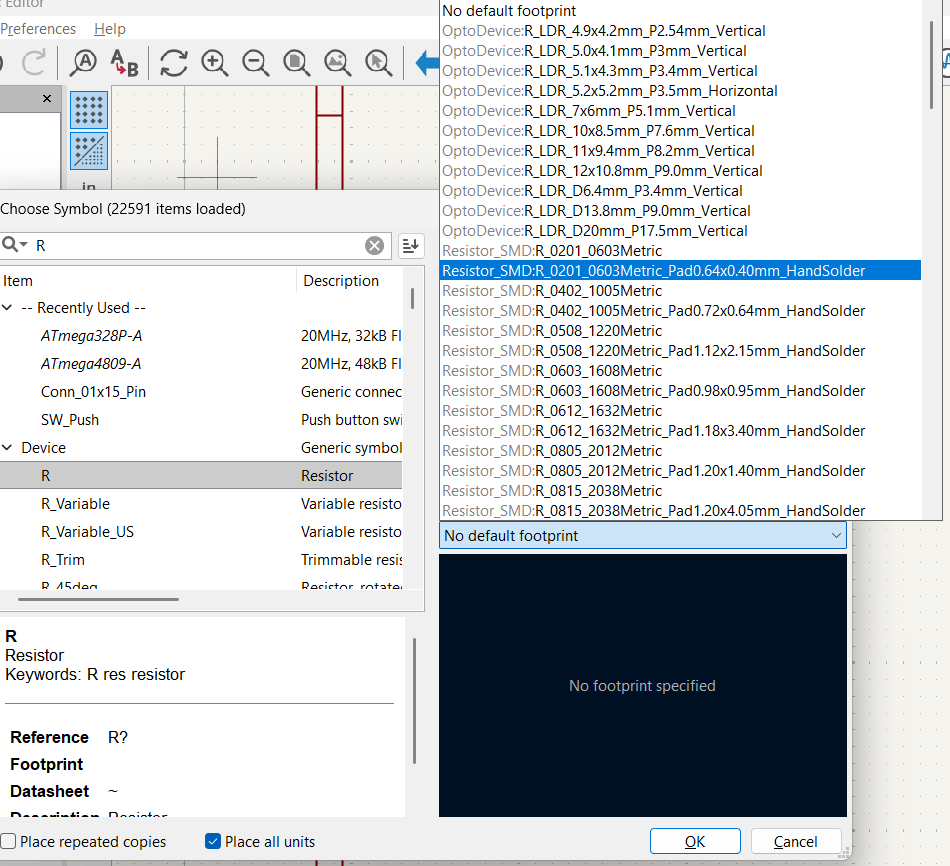 Editor
Preferences Help
in
Choose Symbol (22591 items loaded)
R
Item Description
-- Recently Used --
ATmega328P-A 20MHz, 32kB Fl
ATmega4809-A 20MHz, 48kB Fl
Conn_01x15_Pin Generic connec
SW_Push Push button swi
Device Generic symbol
R Resistor
R_Variable Variable resisto
R_Variable_US Variable resisto
R_Trim Trimmable resis
R_45deg Resistor, rotate
R
Resistor
Keywords: R res resistor
Reference R?
Footprint
Datasheet ~
Description Resistor
Place repeated copies Place all units
No default footprint
OptoDevice:R_LDR_4.9x4.2mm_P2.54mm_Vertical
OptoDevice:R_LDR_5.0x4.1mm_P3mm_Vertical
OptoDevice:R_LDR_5.1x4.3mm_P3.4mm_Vertical
OptoDevice:R_LDR_5.2x5.2mm_P3.5mm_Horizontal
OptoDevice:R_LDR_7x6mm_P5.1mm_Vertical
OptoDevice:R_LDR_10x8.5mm_P7.6mm_Vertical
OptoDevice:R_LDR_11x9.4mm_P8.2mm_Vertical
OptoDevice:R_LDR_12x10.8mm_P9.0mm_Vertical
OptoDevice:R_LDR_D6.4mm_P3.4mm_Vertical
OptoDevice:R_LDR_D13.8mm_P9.0mm_Vertical
OptoDevice:R_LDR_D20mm_P17.5mm_Vertical
Resistor_SMD:R_0201_0603Metric
Resistor_SMD:R_0201_0603Metric_Pad0.64x0.40mm_HandSolder
Resistor_SMD:R_0402_1005Metric
Resistor_SMD:R_0402_1005Metric_Pad0.72x0.64mm_HandSolder
Resistor_SMD:R_0508_1220Metric
Resistor_SMD:R_0508_1220Metric_Pad1.12x2.15mm_HandSolder
Resistor_SMD:R_0603_1608Metric
Resistor_SMD:R_0603_1608Metric_Pad0.98x0.95mm_HandSolder
Resistor_SMD:R_0612_1632Metric
Resistor_SMD:R_0612_1632Metric_Pad1.18x3.40mm_HandSolder
Resistor_SMD:R_0805_2012Metric
Resistor_SMD:R_0805_2012Metric_Pad1.20x1.40mm_HandSolder
Resistor_SMD:R_0815_2038Metric
Resistor_SMD:R_0815_2038Metric_Pad1.20x4.05mm_HandSolder
No default footprint
No footprint specified
OK Cancel